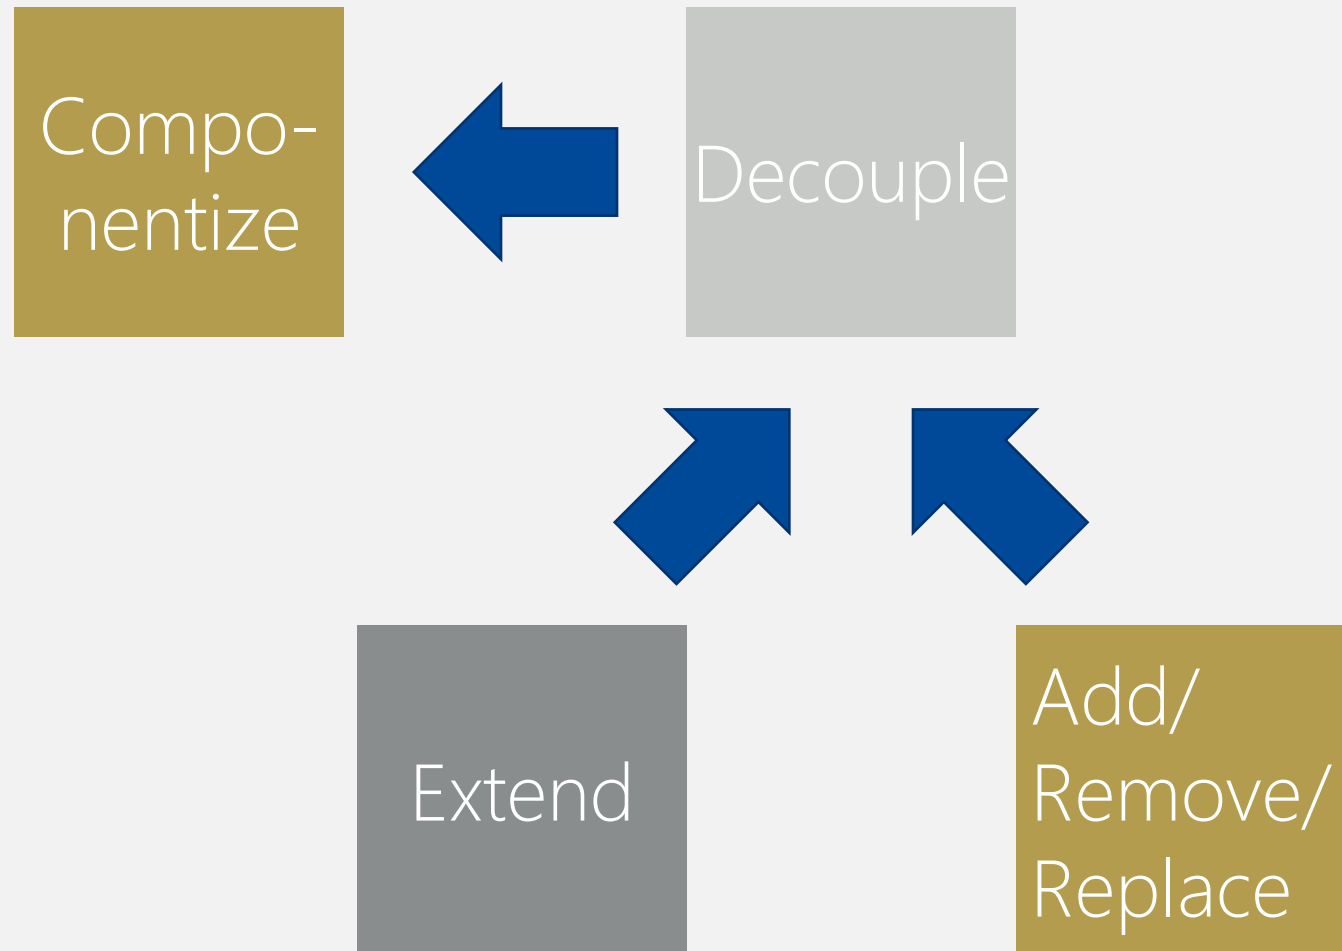 Compo-
nentize
Decouple
Extend
Add/
Remove/
Replace